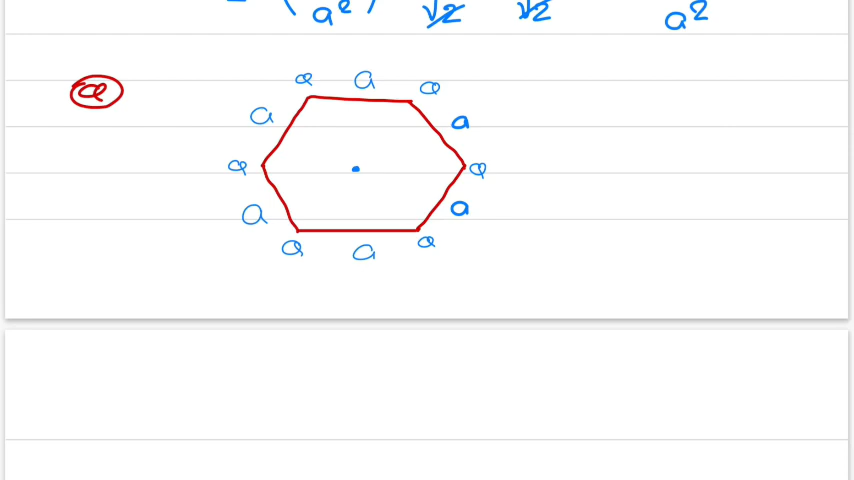 a² √2 √2 a²
Q
q a q
a a
q q
a a
q a q